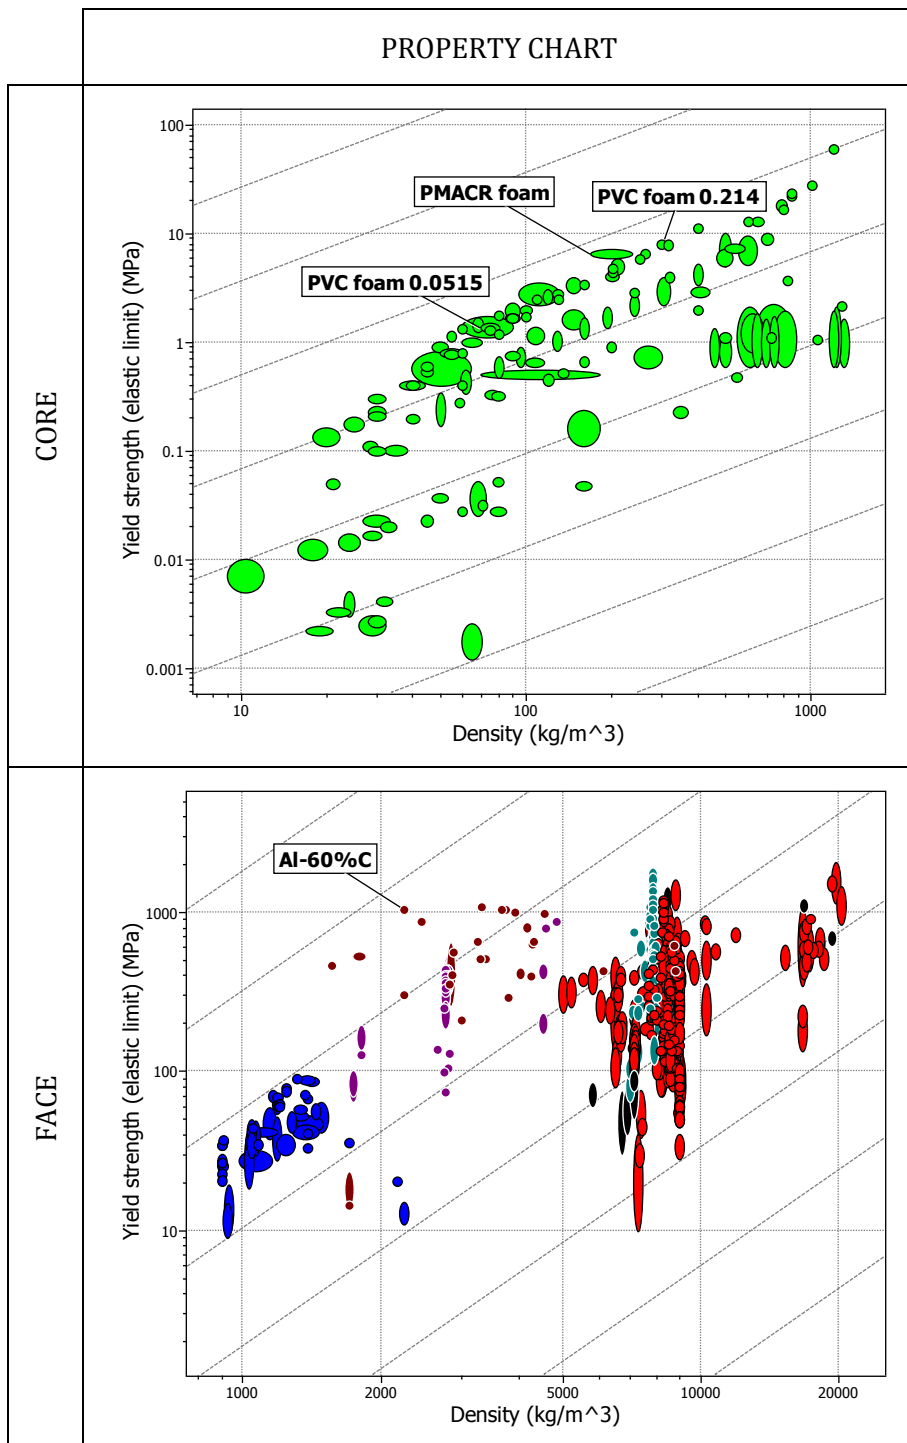 PROPERTY CHART
CORE
Yield strength (elastic limit) (MPa)
100
10
1
0.1
0.01
0.001
PMACR foam
PVC foam 0.214
PVC foam 0.0515
10
100
1000
Density (kg/m^3)
FACE
Yield strength (elastic limit) (MPa)
1000
100
10
Al-60%C
1000
2000
5000
10000
20000
Density (kg/m^3)